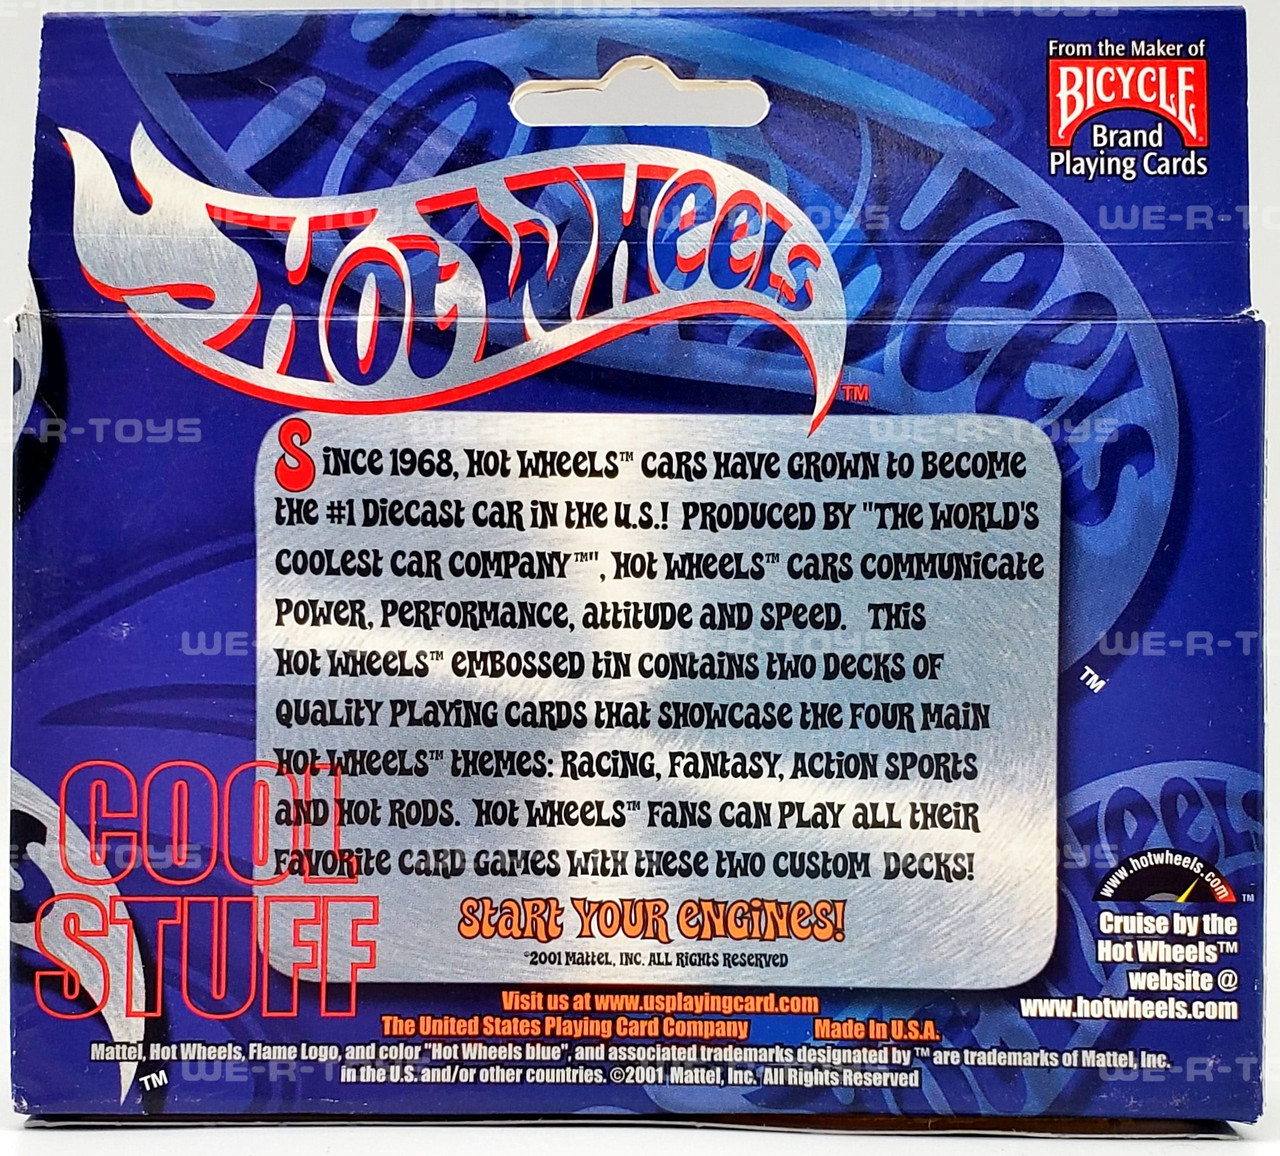 From the Maker of
BICYCLE
Brand
Playing Cards
HOT WHEELS
TM
Since 1968, Hot Wheels™ cars have grown to become
the #1 diecast car in the U.S.! Produced by "The World's
Coolest Car Company™", Hot Wheels™ cars communicate
power, performance, attitude and speed. This
Hot Wheels™ embossed tin contains two decks of
quality playing cards that showcase the four main
Hot Wheels™ themes: Racing, Fantasy, Action Sports
and Hot Rods. Hot Wheels™ fans can play all their
favorite card games with these two custom decks!
Start your engines!
©2001 Mattel, Inc. All Rights Reserved
COOL
STUFF
TM
TM
www.hotwheels.com
TM
Cruise by the
Hot Wheels™
website @
www.hotwheels.com
Visit us at www.usplayingcard.com
The United States Playing Card Company Made In U.S.A.
Mattel, Hot Wheels, Flame Logo, and color "Hot Wheels blue", and associated trademarks designated by ™ are trademarks of Mattel, Inc.
in the U.S. and/or other countries. ©2001 Mattel, Inc. All Rights Reserved
WE-R-TOYS